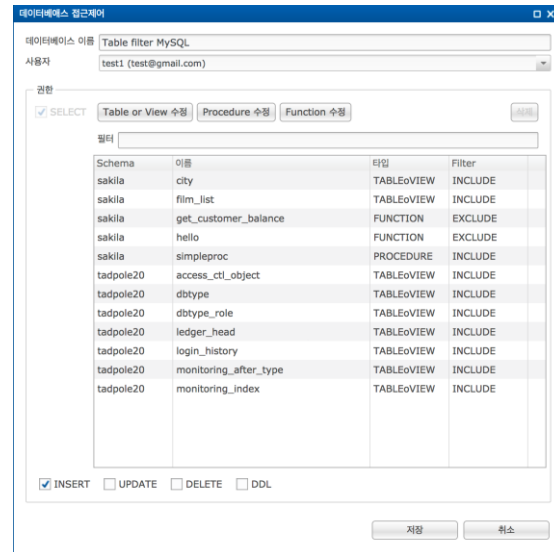 데이터베애스 접근제어
데이터베이스 이름 Table filter MySQL
사용자 test1 (test@gmail.com)
권한
SELECT Table or View 수정 Procedure 수정 Function 수정 삭제
필터
Schema 이름 타입 Filter
sakila city TABLEoVIEW INCLUDE
sakila film_list TABLEoVIEW INCLUDE
sakila get_customer_balance FUNCTION EXCLUDE
sakila hello FUNCTION EXCLUDE
sakila simpleproc PROCEDURE INCLUDE
tadpole20 access_ctl_object TABLEoVIEW INCLUDE
tadpole20 dbtype TABLEoVIEW INCLUDE
tadpole20 dbtype_role TABLEoVIEW INCLUDE
tadpole20 ledger_head TABLEoVIEW INCLUDE
tadpole20 login_history TABLEoVIEW INCLUDE
tadpole20 monitoring_after_type TABLEoVIEW INCLUDE
tadpole20 monitoring_index TABLEoVIEW INCLUDE
INSERT UPDATE DELETE DDL
저장 취소